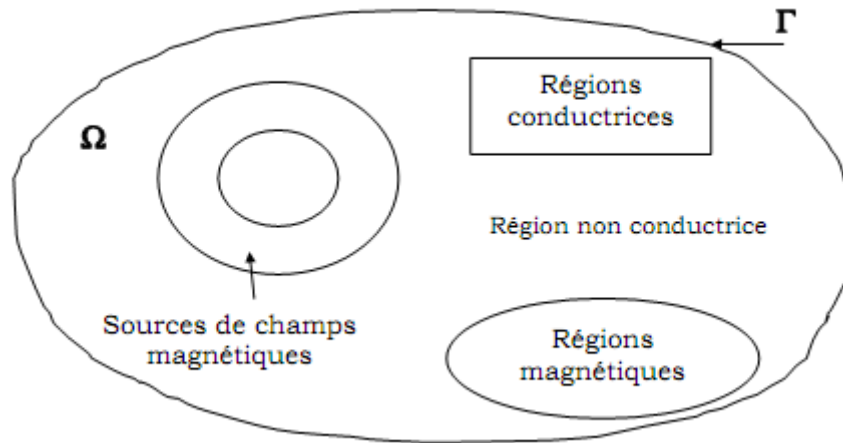 Γ
Régions
conductrices
Ω
Région non conductrice
Sources de champs
magnétiques
Régions
magnétiques